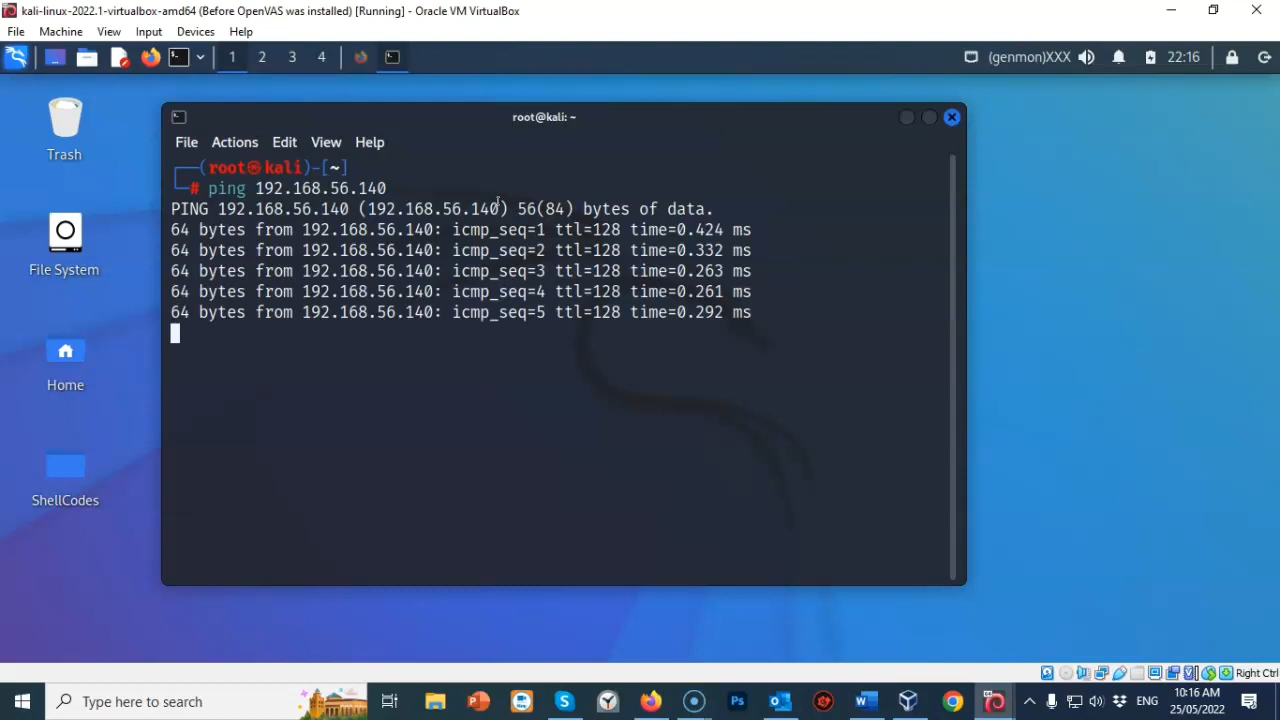 kali-linux-2022.1-virtualbox-amd64 (Before OpenVAS was installed) [Running] - Oracle VM VirtualBox
File Machine View Input Devices Help
1 2 3 4 (genmon)XXX 22:16
Trash
File System
Home
ShellCodes
root@kali: ~
File Actions Edit View Help
┌──(root㉿kali)-[~]
└─# ping 192.168.56.140
PING 192.168.56.140 (192.168.56.140) 56(84) bytes of data.
64 bytes from 192.168.56.140: icmp_seq=1 ttl=128 time=0.424 ms
64 bytes from 192.168.56.140: icmp_seq=2 ttl=128 time=0.332 ms
64 bytes from 192.168.56.140: icmp_seq=3 ttl=128 time=0.263 ms
64 bytes from 192.168.56.140: icmp_seq=4 ttl=128 time=0.261 ms
64 bytes from 192.168.56.140: icmp_seq=5 ttl=128 time=0.292 ms
Right Ctrl
Type here to search
ENG
10:16 AM
25/05/2022